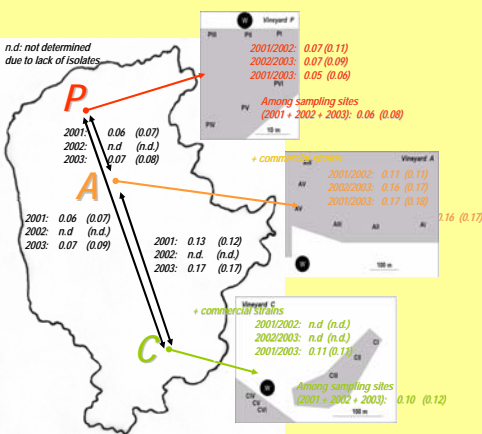 n.d: not determined
due to lack of isolates
P
2001: 0.06 (0.07)
2002: n.d (n.d.)
2003: 0.07 (0.08)
A
2001: 0.06 (0.07)
2002: n.d (n.d.)
2003: 0.07 (0.09)
2001: 0.13 (0.12)
2002: n.d. (n.d.)
2003: 0.17 (0.17)
C
W
Vineyard P
PIII PII PI
2001/2002: 0.07 (0.11)
2002/2003: 0.07 (0.09)
2001/2003: 0.05 (0.06)
PVI
Among sampling sites
(2001 + 2002 + 2003): 0.06 (0.08)
PV
PIV
10 m
+ commercial strains
Vineyard A
2001/2002: 0.11 (0.11)
2002/2003: 0.16 (0.17)
2001/2003: 0.17 (0.18)
AV
AV
0.16 (0.17)
AIII AII AI
W
100 m
Vineyard C
+ commercial strains
2001/2002: n.d (n.d.)
2002/2003: n.d (n.d.)
2001/2003: 0.11 (0.11)
CI
CII
CIII
W
Among sampling sites
(2001 + 2002 + 2003): 0.10 (0.12)
CIV
CV
CVI
100 m